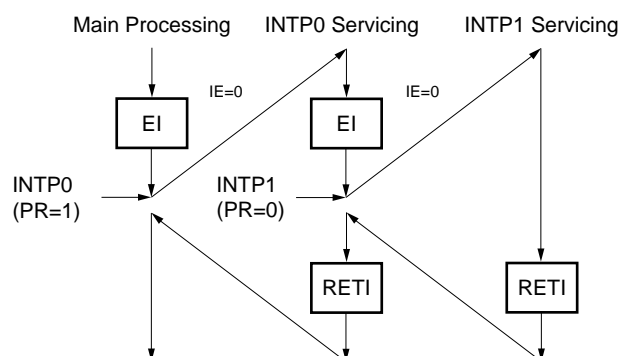 Main Processing
INTP0 Servicing
INTP1 Servicing
IE=0
IE=0
EI
EI
INTP0
(PR=1)
INTP1
(PR=0)
RETI
RETI